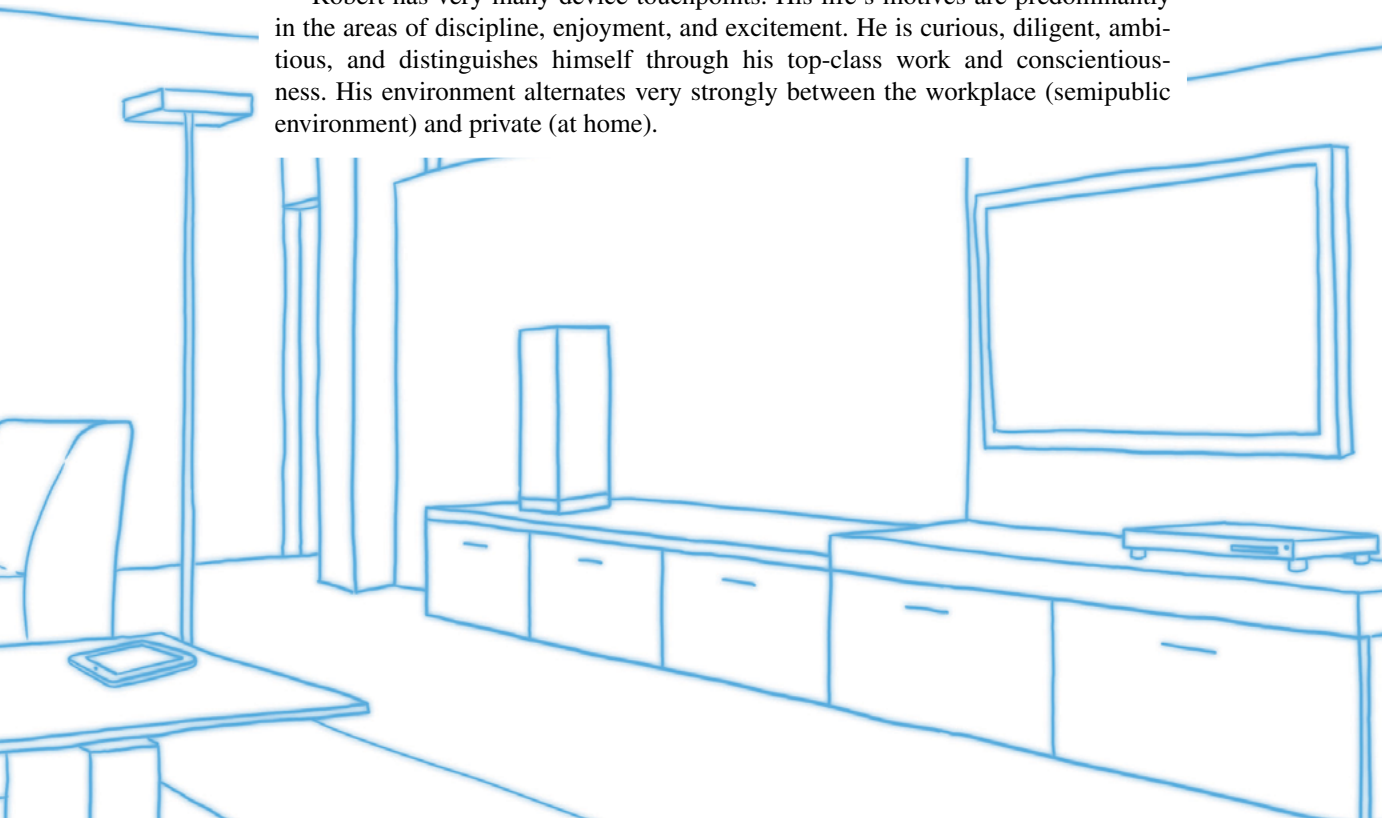 Robert has very many device touchpoints. His life's motives are predominantly
in the areas of discipline, enjoyment, and excitement. He is curious, diligent, ambi-
tious, and distinguishes himself through his top-class work and conscientious-
ness. His environment alternates very strongly between the workplace (semipublic
environment) and private (at home).